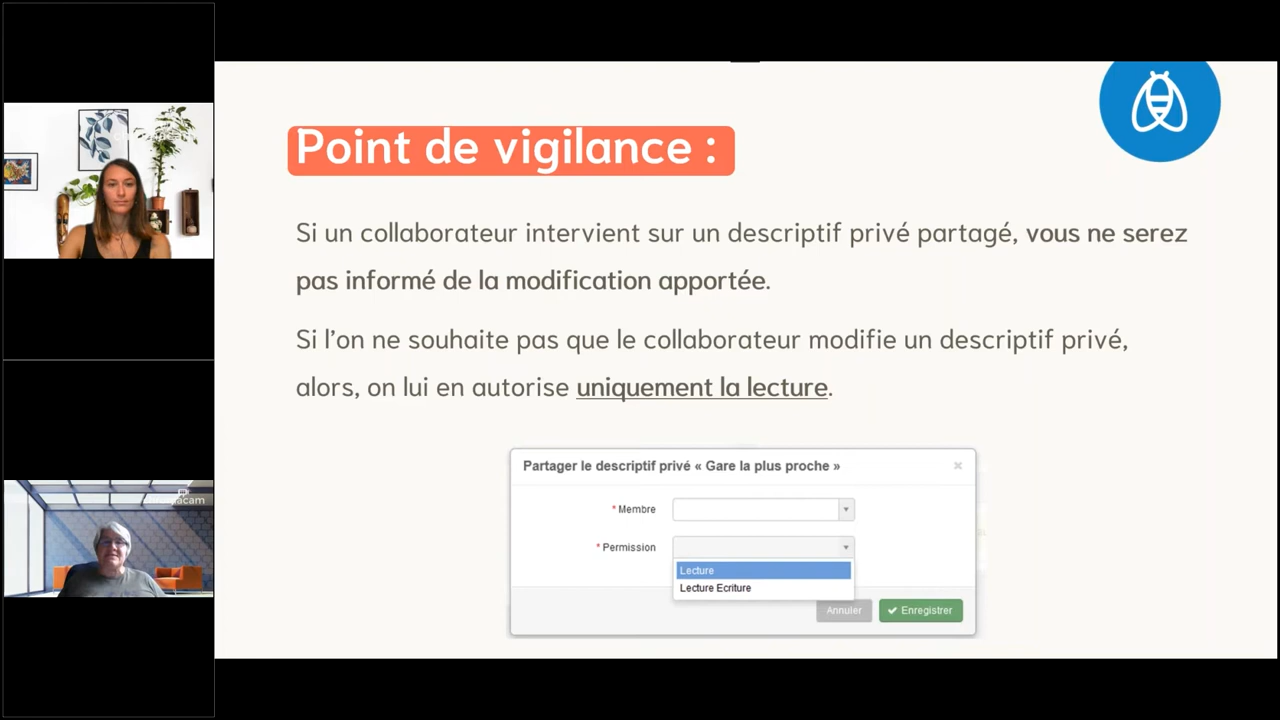 Point de vigilance :
Si un collaborateur intervient sur un descriptif privé partagé, vous ne serez
pas informé de la modification apportée.
Si l'on ne souhaite pas que le collaborateur modifie un descriptif privé,
alors, on lui en autorise uniquement la lecture.
Partager le descriptif privé « Gare la plus proche »
* Membre
* Permission
Lecture
Lecture Ecriture
Annuler
Enregistrer